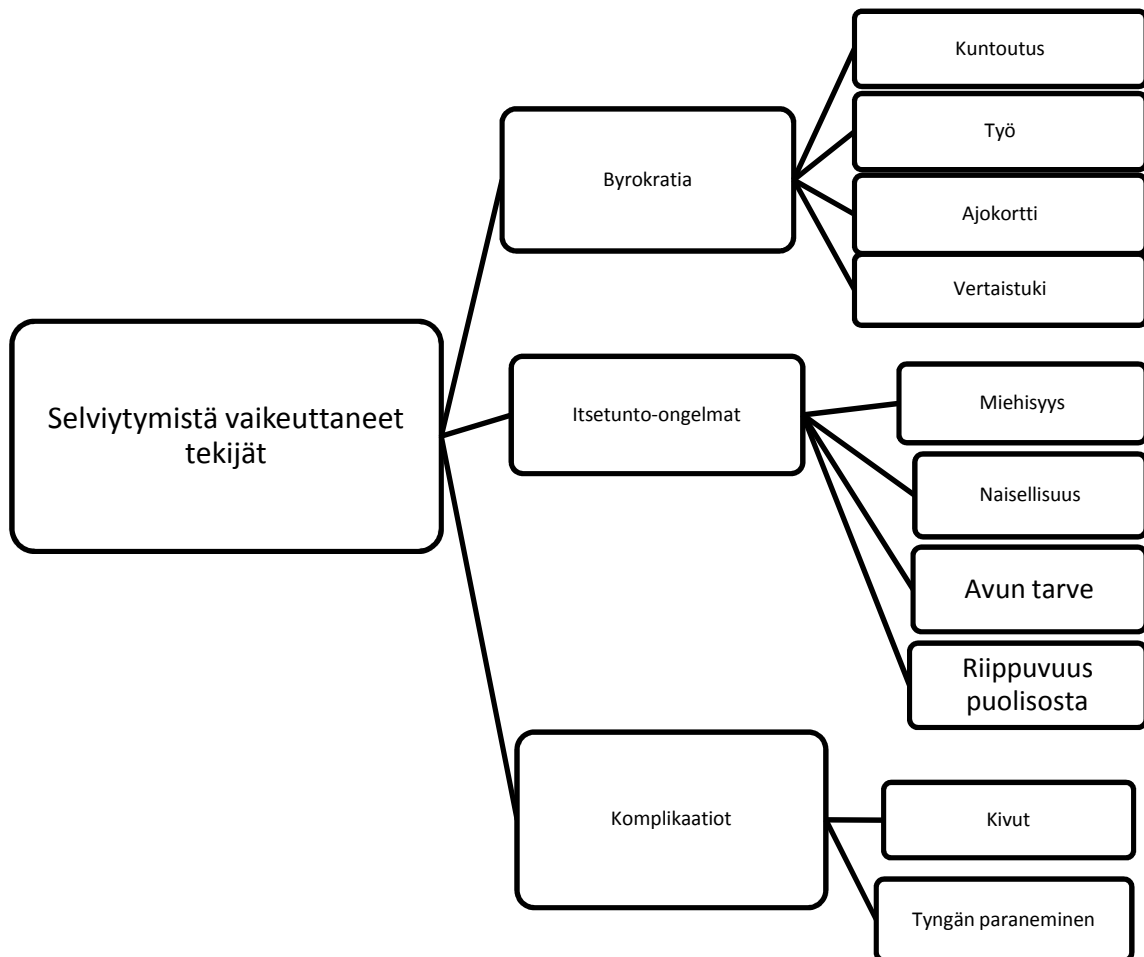 Selviytymistä vaikeuttaneet
tekijät
Byrokratia
Kuntoutus
Työ
Ajokortti
Vertaistuki
Itsetunto-ongelmat
Miehisyys
Naisellisuus
Avun tarve
Riippuvuus
puolisosta
Komplikaatiot
Kivut
Tyngän paraneminen